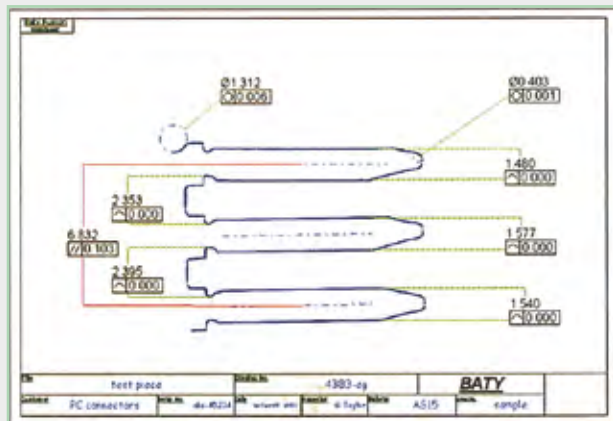 Ø1.312
0.006
Ø0.403
0.001
1.480
0.000
2.353
0.000
6.832
// 0.103
1.577
0.000
2.395
0.000
1.540
0.000
test piece
4383-ag
BATY
PC connectors
AS15
sample